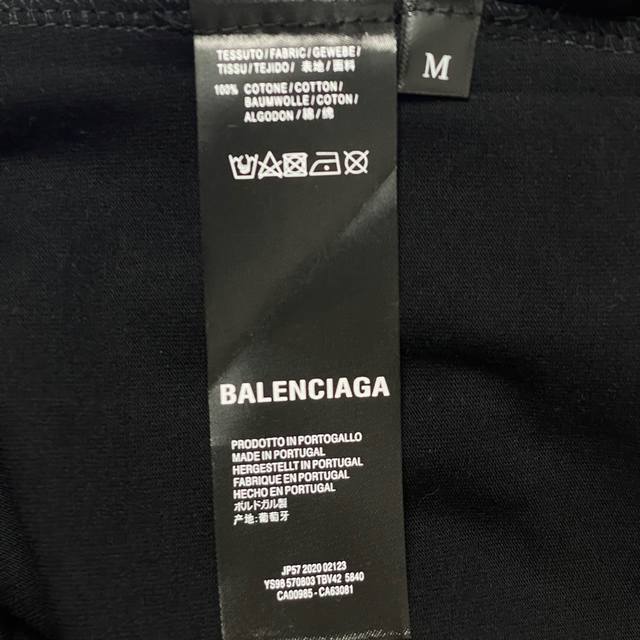 TESSUTO/FABRIC/GEWEBE/
TISSU/TEJIDO/表地/面料
100% COTONE/COTTON/
BAUMWOLLE/COTON/
ALGODON/綿/棉
M
BALENCIAGA
PRODOTTO IN PORTOGALLO
MADE IN PORTUGAL
HERGESTELLT IN PORTUGAL
FABRIQUE EN PORTUGAL
HECHO EN PORTUGAL
ポルトガル製
产地:葡萄牙
JP57 2020 02123
YS98 570803 TBV42 5840
CA00985 - CA63081